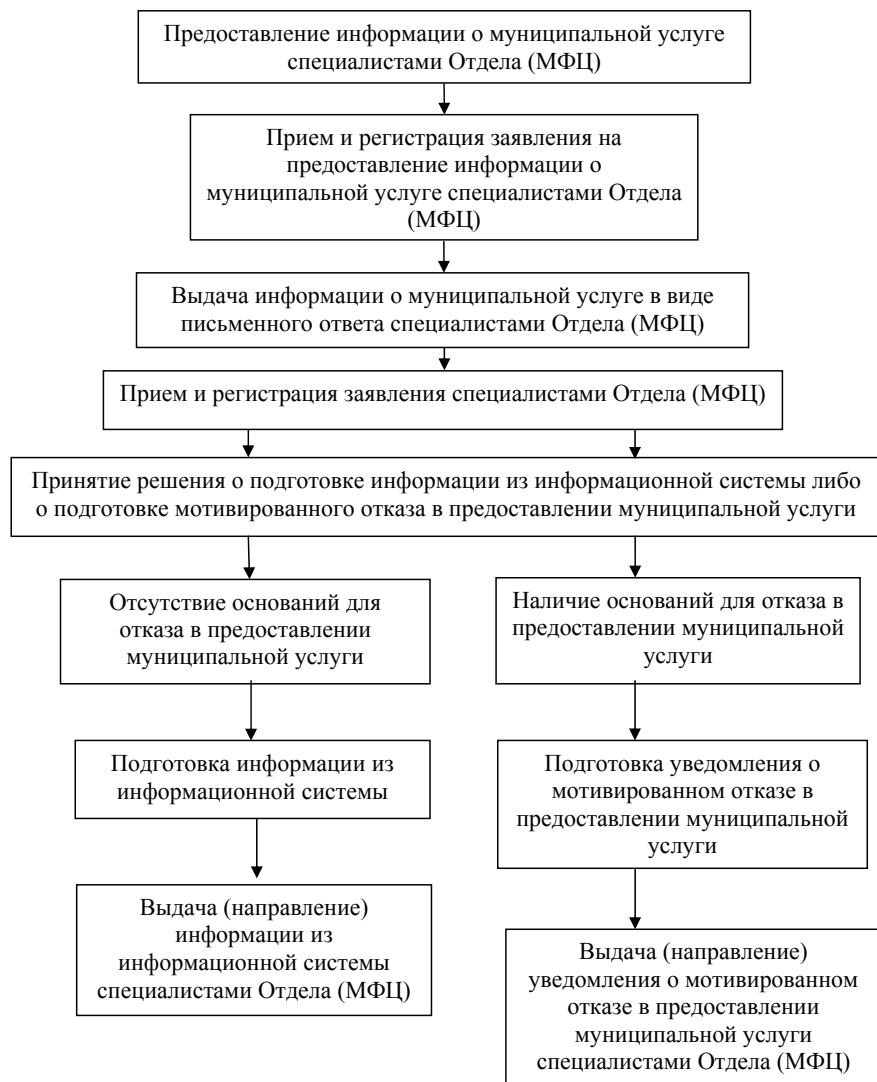 Предоставление информации о муниципальной услуге
специалистами Отдела (МФЦ)
Прием и регистрация заявления на
предоставление информации о
муниципальной услуге специалистами Отдела
(МФЦ)
Выдача информации о муниципальной услуге в виде
письменного ответа специалистами Отдела (МФЦ)
Прием и регистрация заявления специалистами Отдела (МФЦ)
Принятие решения о подготовке информации из информационной системы либо
о подготовке мотивированного отказа в предоставлении муниципальной услуги
Отсутствие оснований для
отказа в предоставлении
муниципальной услуги
Наличие оснований для отказа в
предоставлении муниципальной
услуги
Подготовка информации из
информационной системы
Подготовка уведомления о
мотивированном отказе в
предоставлении муниципальной
услуги
Выдача (направление)
информации из
информационной системы
специалистами Отдела (МФЦ)
Выдача (направление)
уведомления о мотивированном
отказе в предоставлении
муниципальной услуги
специалистами Отдела (МФЦ)